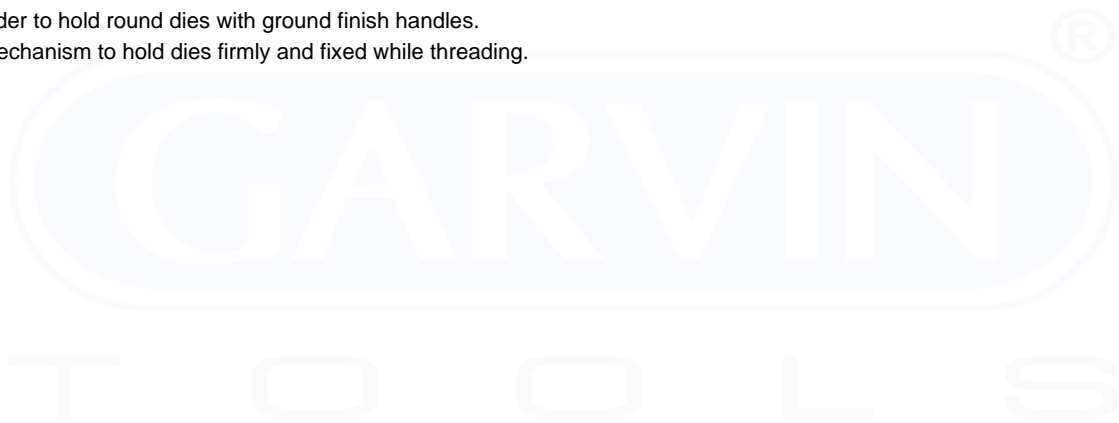 der to hold round dies with ground finish handles.
echanism to hold dies firmly and fixed while threading.
®
GARVIN
TOOLS